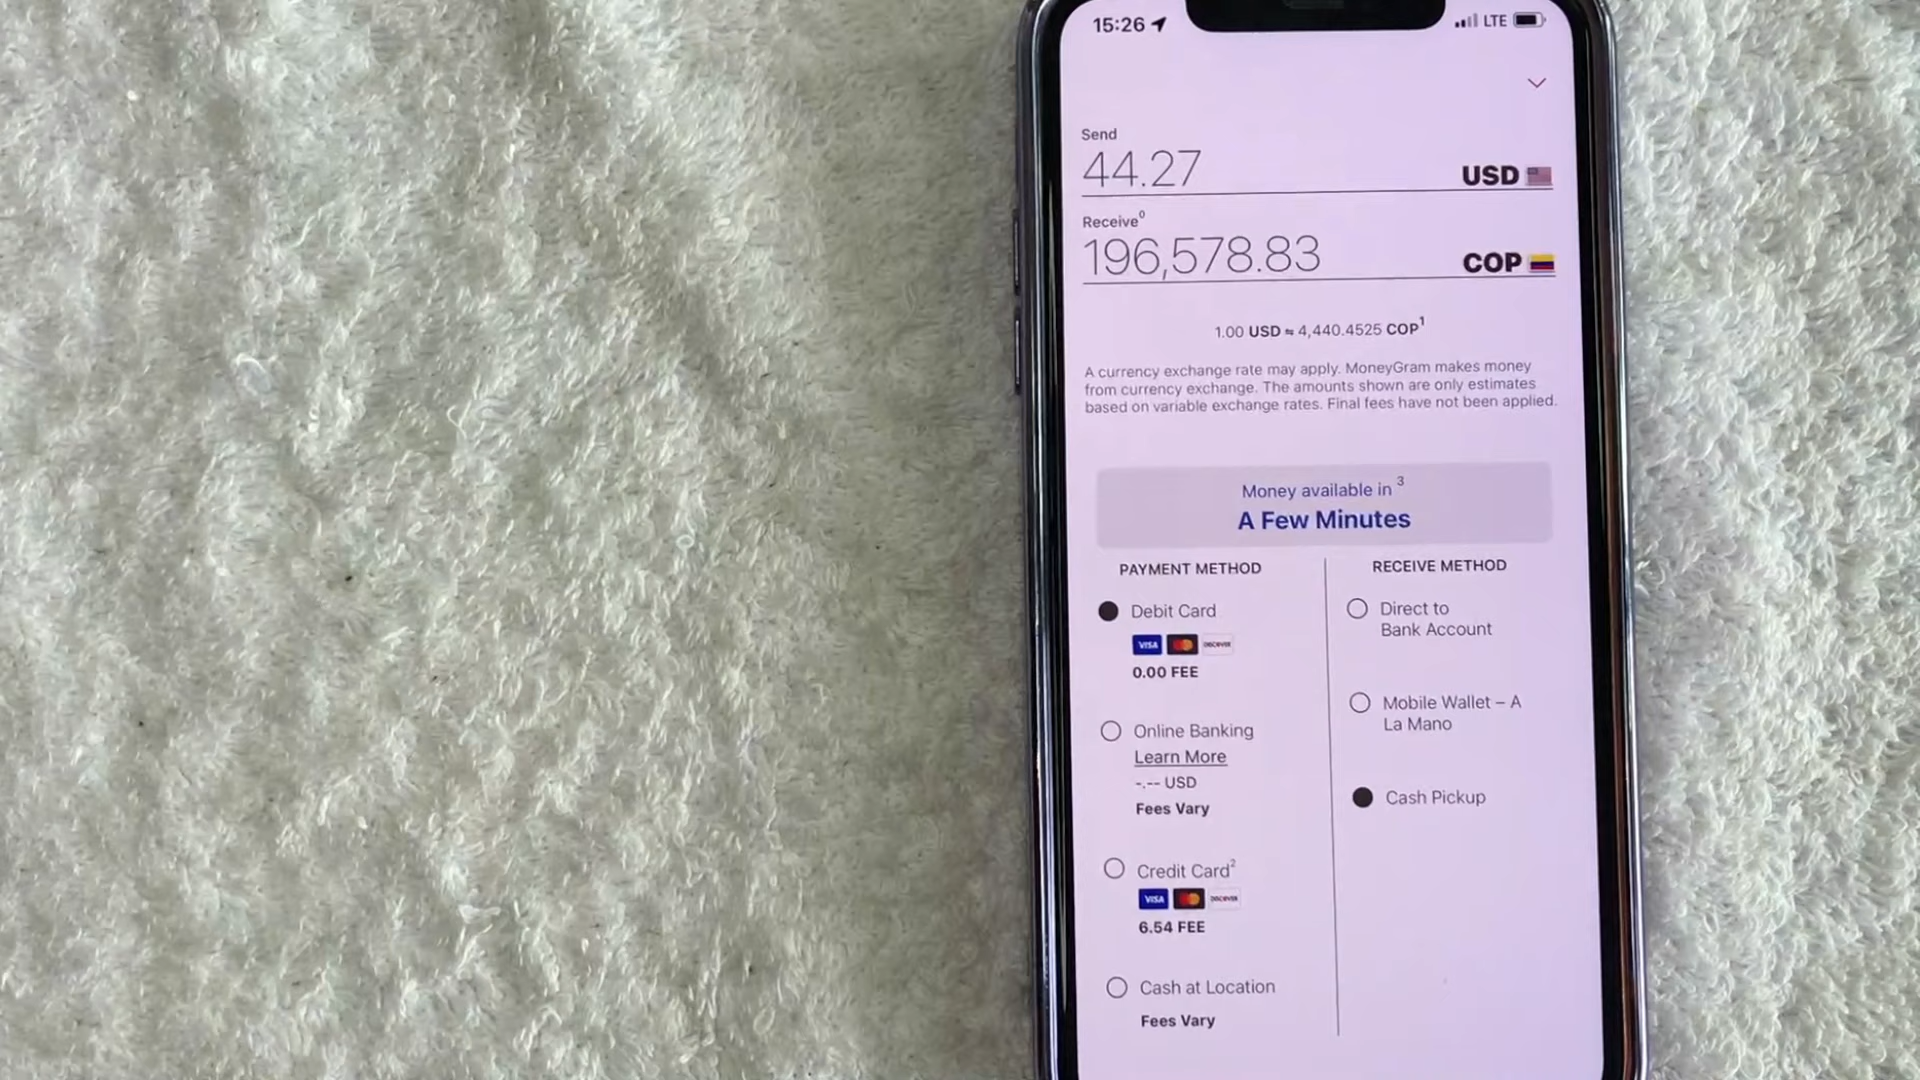 15:26 LTE
Send
44.27 USD
Receive⁰
196,578.83 COP
1.00 USD ≈ 4,440.4525 COP¹
A currency exchange rate may apply. MoneyGram makes money
from currency exchange. The amounts shown are only estimates
based on variable exchange rates. Final fees have not been applied.
Money available in ³
A Few Minutes
PAYMENT METHOD
Debit Card
VISA DISCOVER
0.00 FEE
Online Banking
Learn More
-.-- USD
Fees Vary
Credit Card²
VISA DISCOVER
6.54 FEE
Cash at Location
Fees Vary
RECEIVE METHOD
Direct to
Bank Account
Mobile Wallet – A
La Mano
Cash Pickup